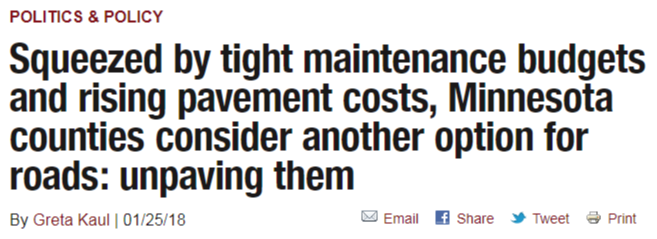 POLITICS & POLICY
Squeezed by tight maintenance budgets
and rising pavement costs, Minnesota
counties consider another option for
roads: unpaving them
By Greta Kaul | 01/25/18 Email Share Tweet Print